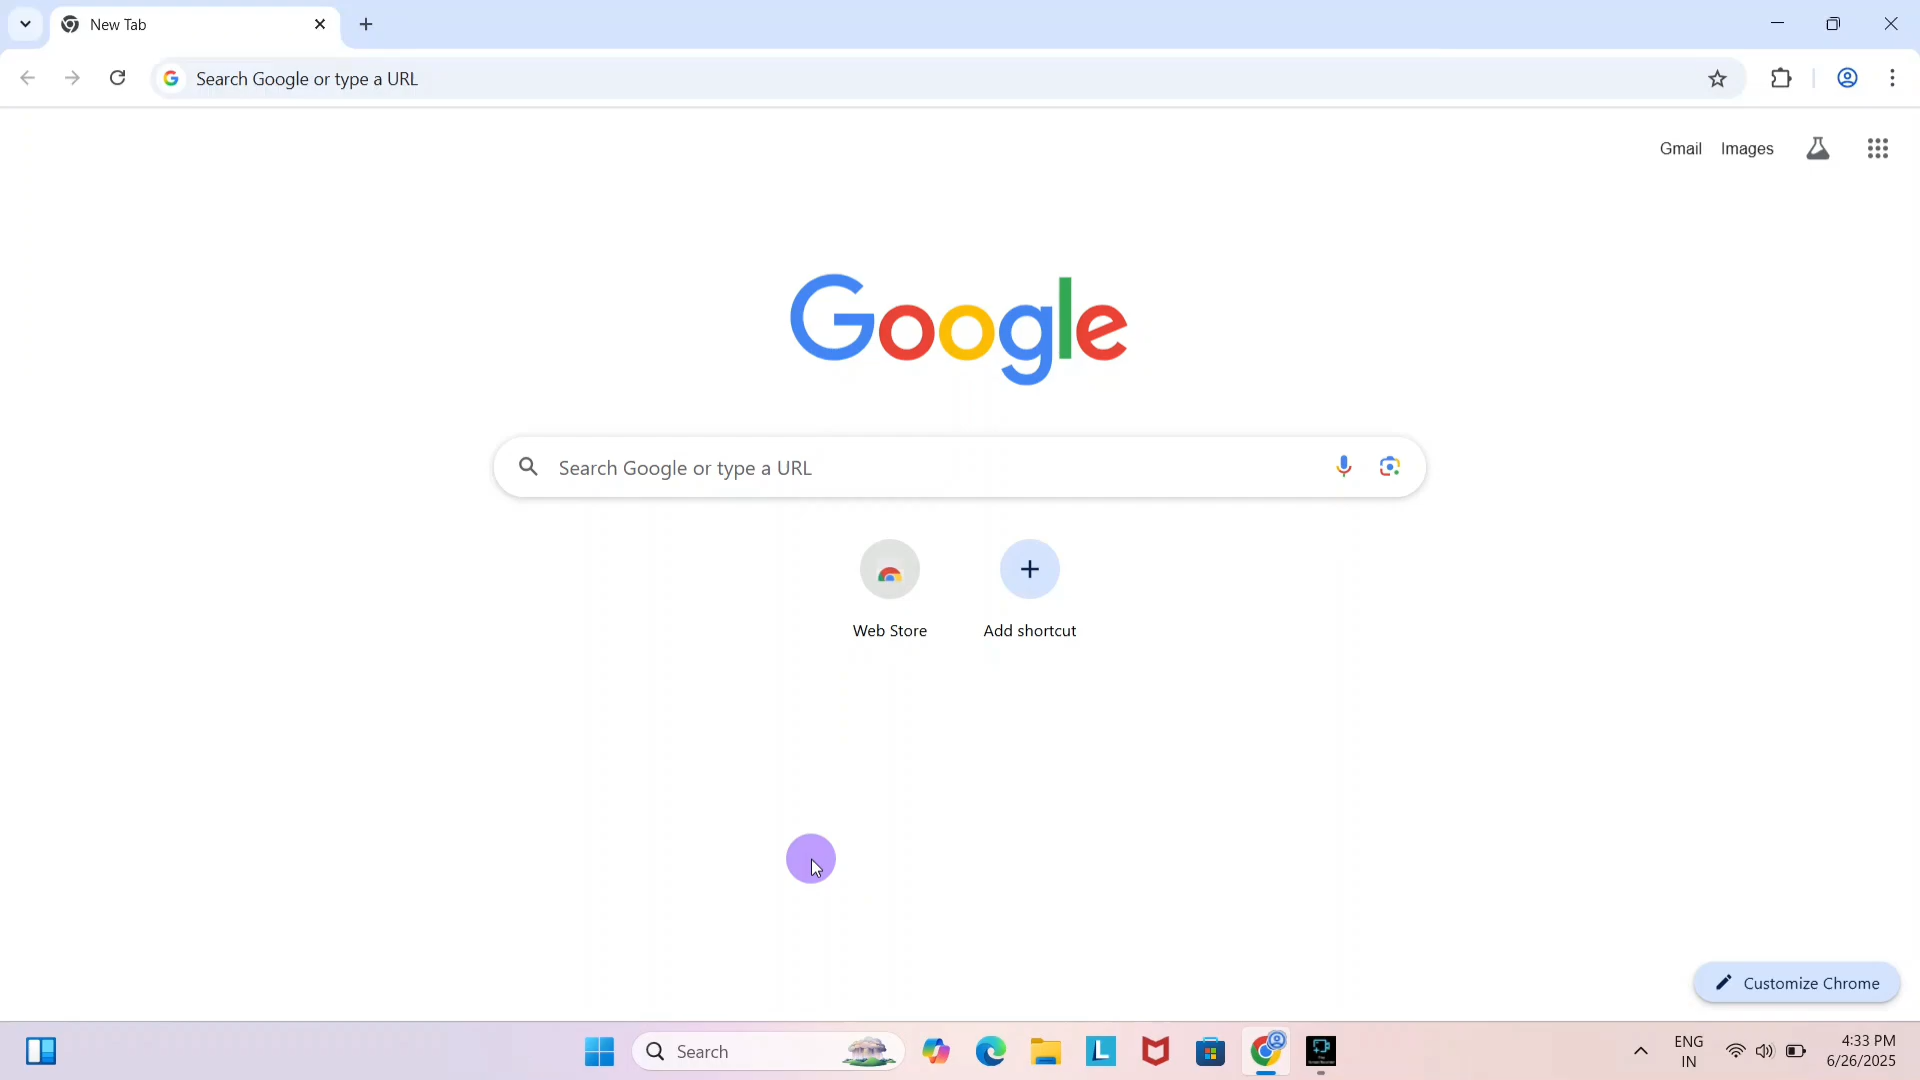 New Tab
Search Google or type a URL
Gmail Images
Google
Search Google or type a URL
Web Store Add shortcut
Customize Chrome
Search
ENG
IN
4:33 PM
6/26/2025